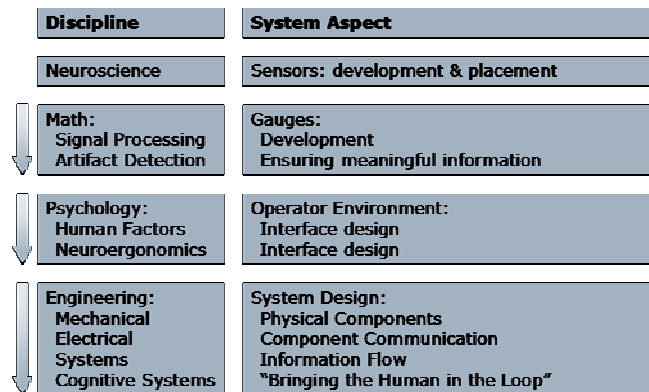 Discipline
System Aspect
Neuroscience
Sensors: development & placement
Math:
Signal Processing
Artifact Detection
Gauges:
Development
Ensuring meaningful information
Psychology:
Human Factors
Neuroergonomics
Operator Environment:
Interface design
Interface design
Engineering:
Mechanical
Electrical
Systems
Cognitive Systems
System Design:
Physical Components
Component Communication
Information Flow
“Bringing the Human in the Loop”